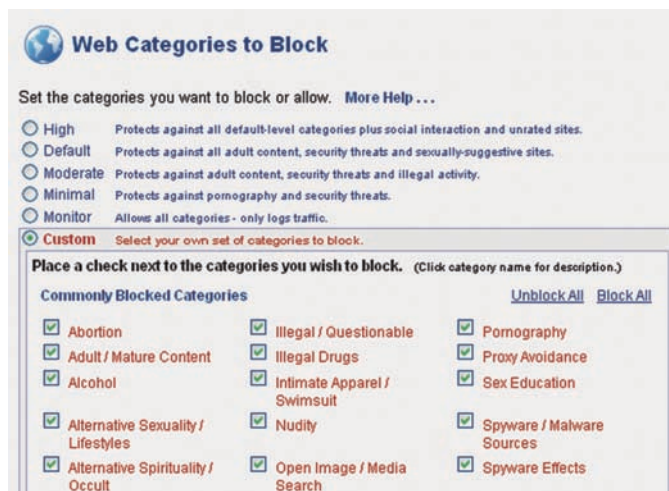 Web Categories to Block
Set the categories you want to block or allow. More Help...
High Protects against all default-level categories plus social interaction and unrated sites.
Default Protects against all adult content, security threats and sexually-suggestive sites.
Moderate Protects against adult content, security threats and illegal activity.
Minimal Protects against pornography and security threats.
Monitor Allows all categories - only logs traffic.
Custom Select your own set of categories to block.
Place a check next to the categories you wish to block. (Click category name for description.)
Commonly Blocked Categories Unblock All Block All
Abortion Illegal / Questionable Pornography
Adult / Mature Content Illegal Drugs Proxy Avoidance
Alcohol Intimate Apparel / Sex Education
Swimsuit
Alternative Sexuality / Nudity Spyware / Malware
Lifestyles Sources
Alternative Spirituality / Open Image / Media Spyware Effects
Occult Search